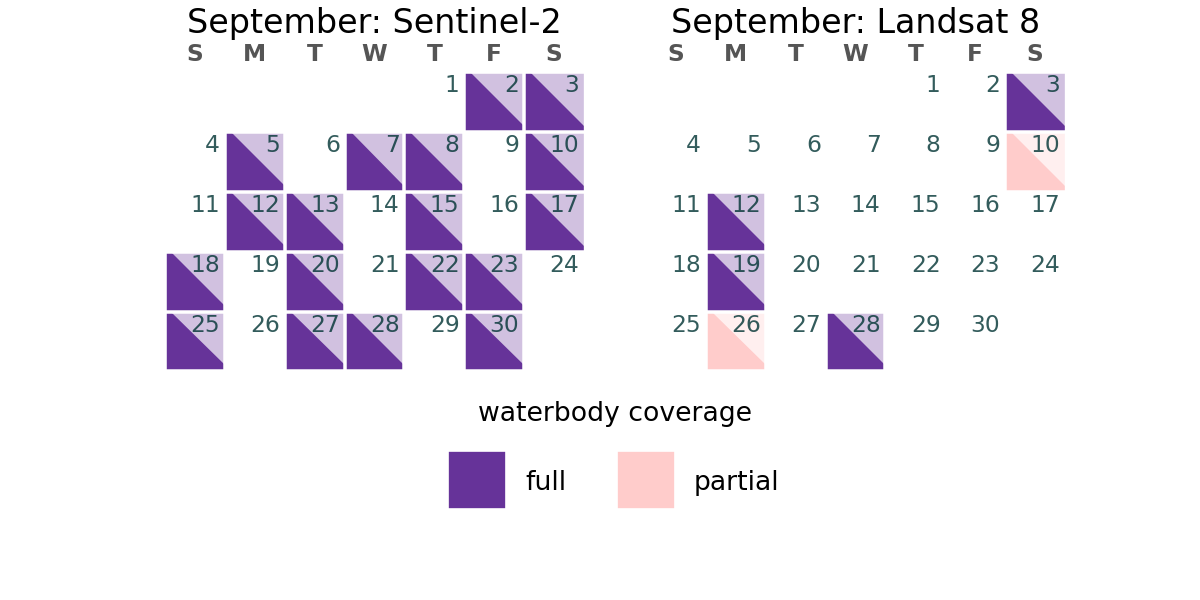 September: Sentinel-2
S M T W T F S
1 2 3
4 5 6 7 8 9 10
11 12 13 14 15 16 17
18 19 20 21 22 23 24
25 26 27 28 29 30
September: Landsat 8
S M T W T F S
1 2 3
4 5 6 7 8 9 10
11 12 13 14 15 16 17
18 19 20 21 22 23 24
25 26 27 28 29 30
waterbody coverage
full partial